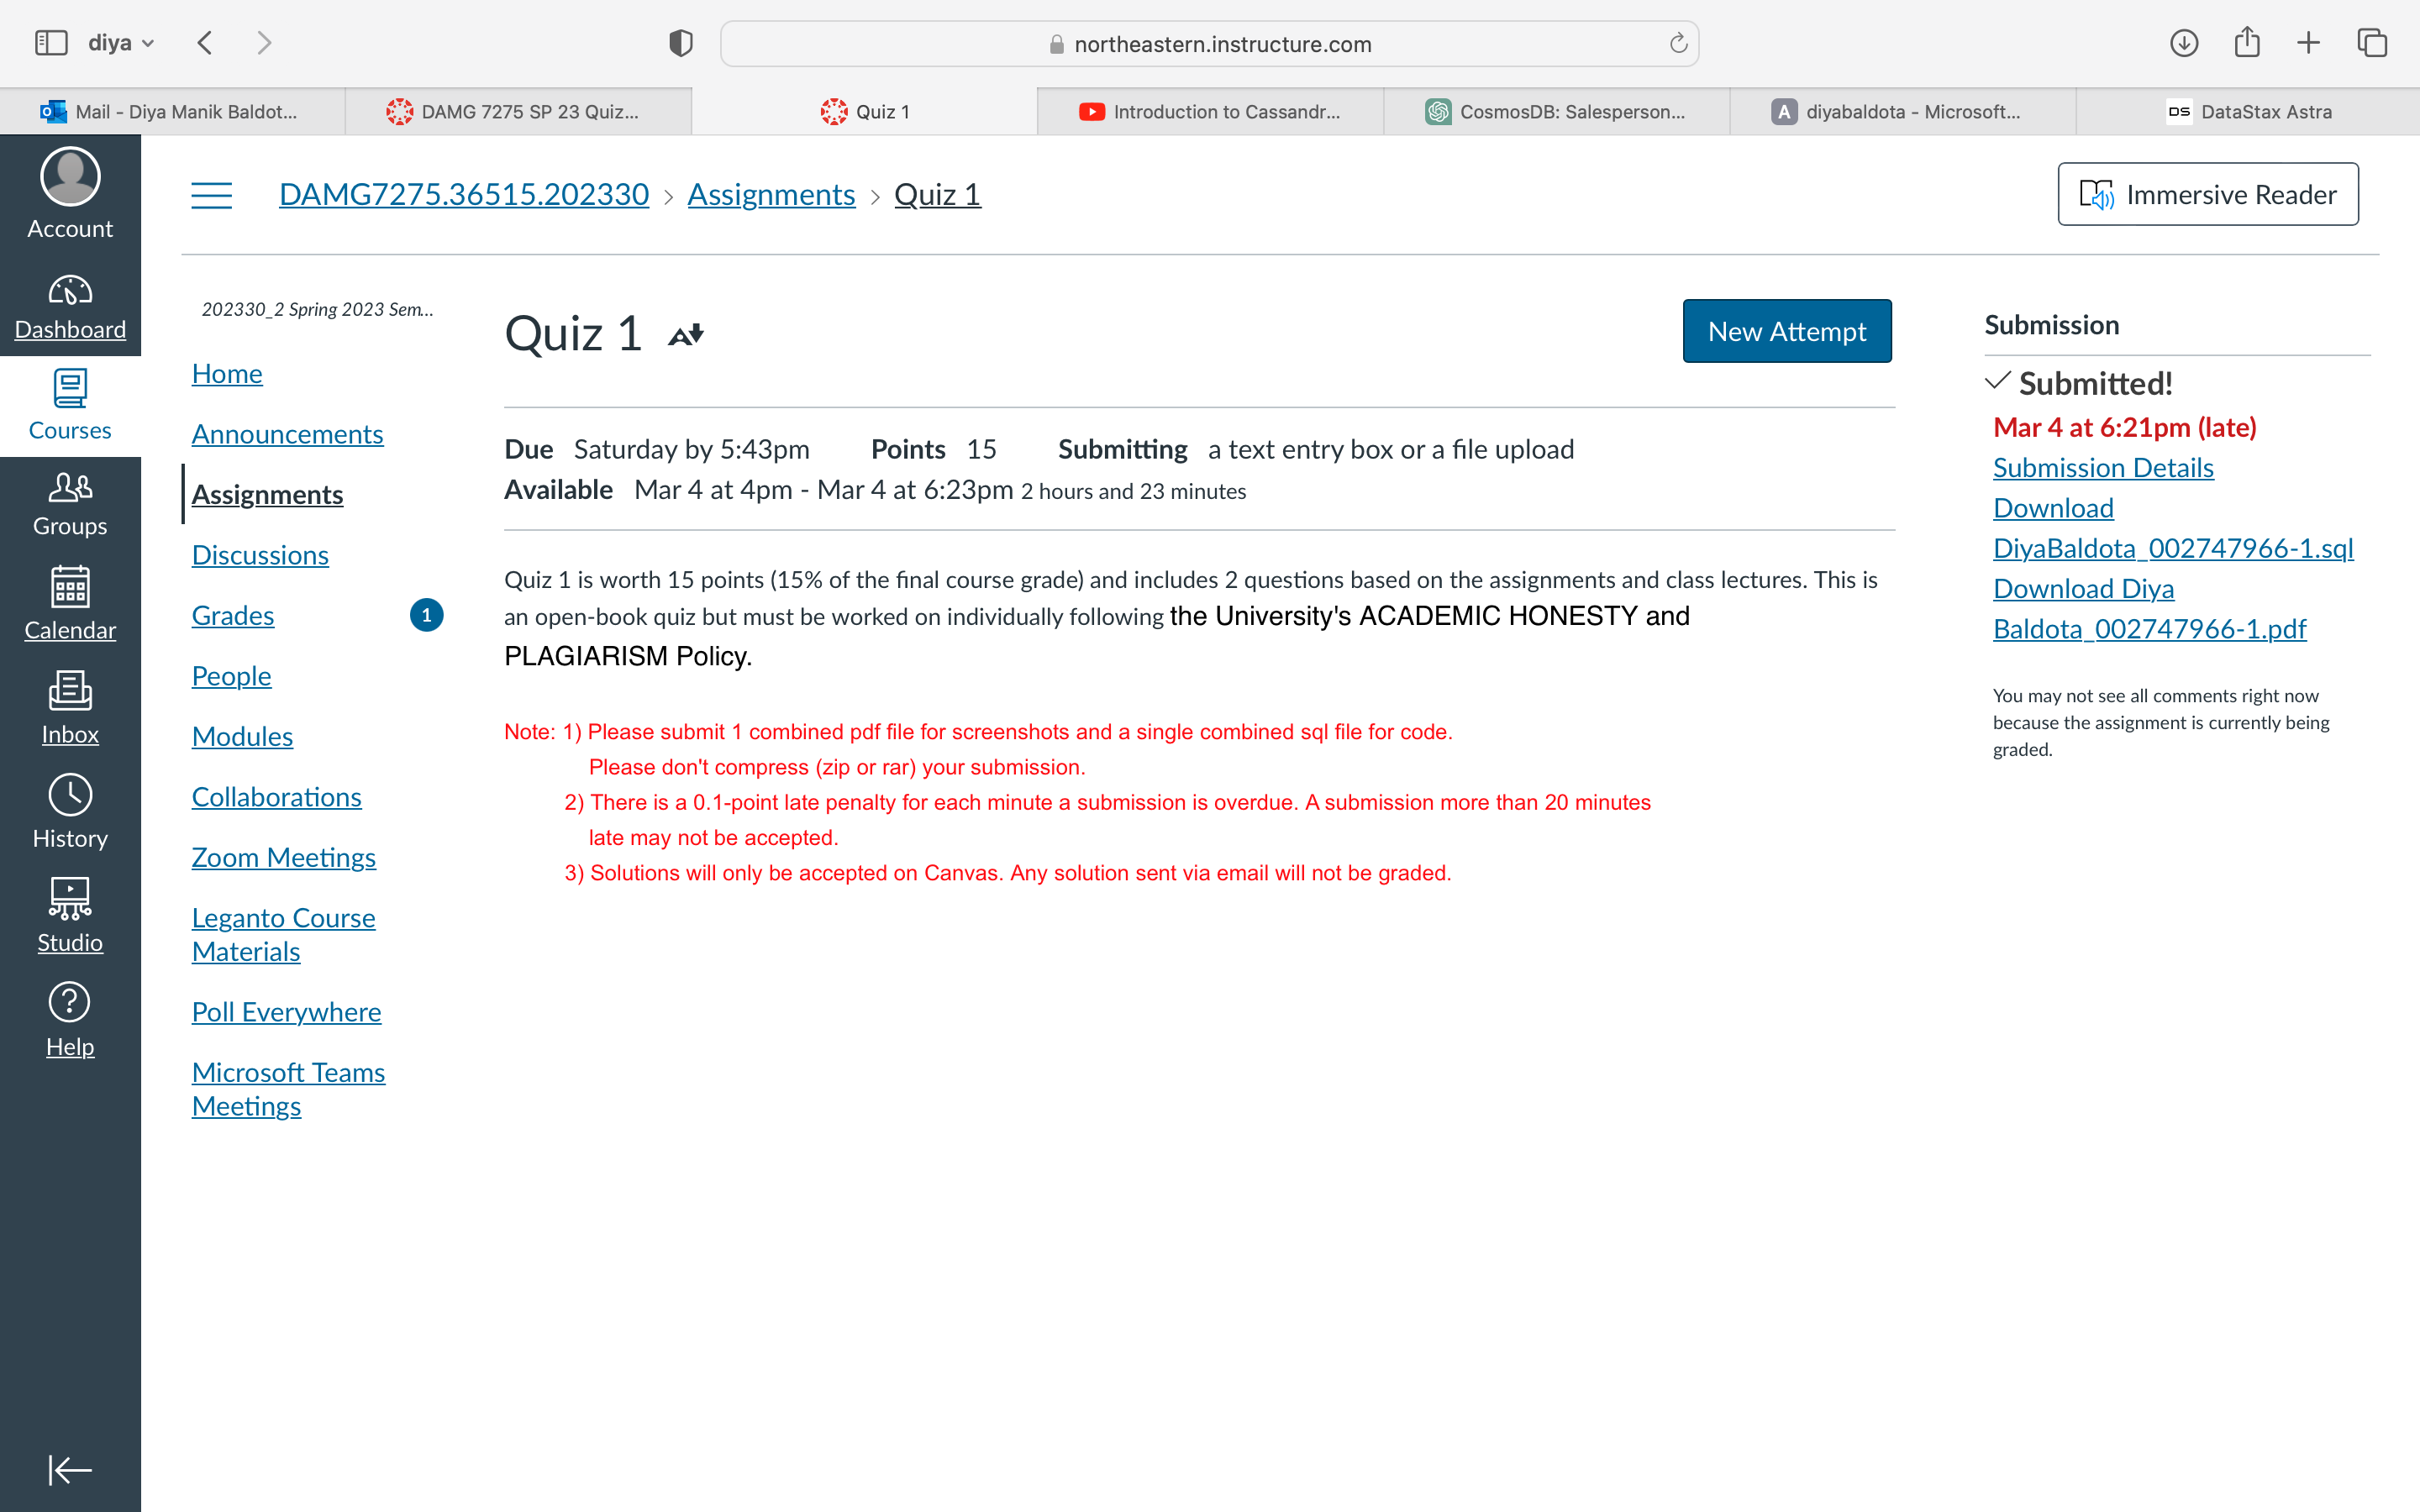 diya
northeastern.instructure.com
Mail - Diya Manik Baldot...
DAMG 7275 SP 23 Quiz...
Quiz 1
Introduction to Cassandr...
CosmosDB: Salesperson...
A diyabaldota - Microsoft...
DS DataStax Astra
Account
Dashboard
Courses
Groups
Calendar
Inbox
History
Studio
Help
DAMG7275.36515.202330 > Assignments > Quiz 1
Immersive Reader
202330_2 Spring 2023 Sem...
Home
Announcements
Assignments
Discussions
Grades 1
People
Modules
Collaborations
Zoom Meetings
Leganto Course
Materials
Poll Everywhere
Microsoft Teams
Meetings
Quiz 1
New Attempt
Due Saturday by 5:43pm Points 15 Submitting a text entry box or a file upload
Available Mar 4 at 4pm - Mar 4 at 6:23pm 2 hours and 23 minutes
Quiz 1 is worth 15 points (15% of the final course grade) and includes 2 questions based on the assignments and class lectures. This is
an open-book quiz but must be worked on individually following the University's ACADEMIC HONESTY and
PLAGIARISM Policy.
Note: 1) Please submit 1 combined pdf file for screenshots and a single combined sql file for code.
Please don't compress (zip or rar) your submission.
2) There is a 0.1-point late penalty for each minute a submission is overdue. A submission more than 20 minutes
late may not be accepted.
3) Solutions will only be accepted on Canvas. Any solution sent via email will not be graded.
Submission
Submitted!
Mar 4 at 6:21pm (late)
Submission Details
Download
DiyaBaldota_002747966-1.sql
Download Diya
Baldota_002747966-1.pdf
You may not see all comments right now
because the assignment is currently being
graded.